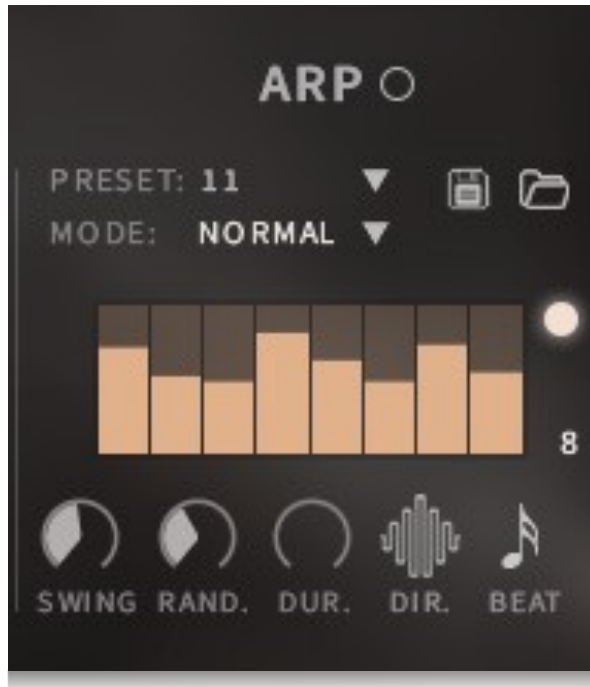 ARP
PRESET: 11
MODE: NORMAL
8
SWING RAND. DUR. DIR. BEAT